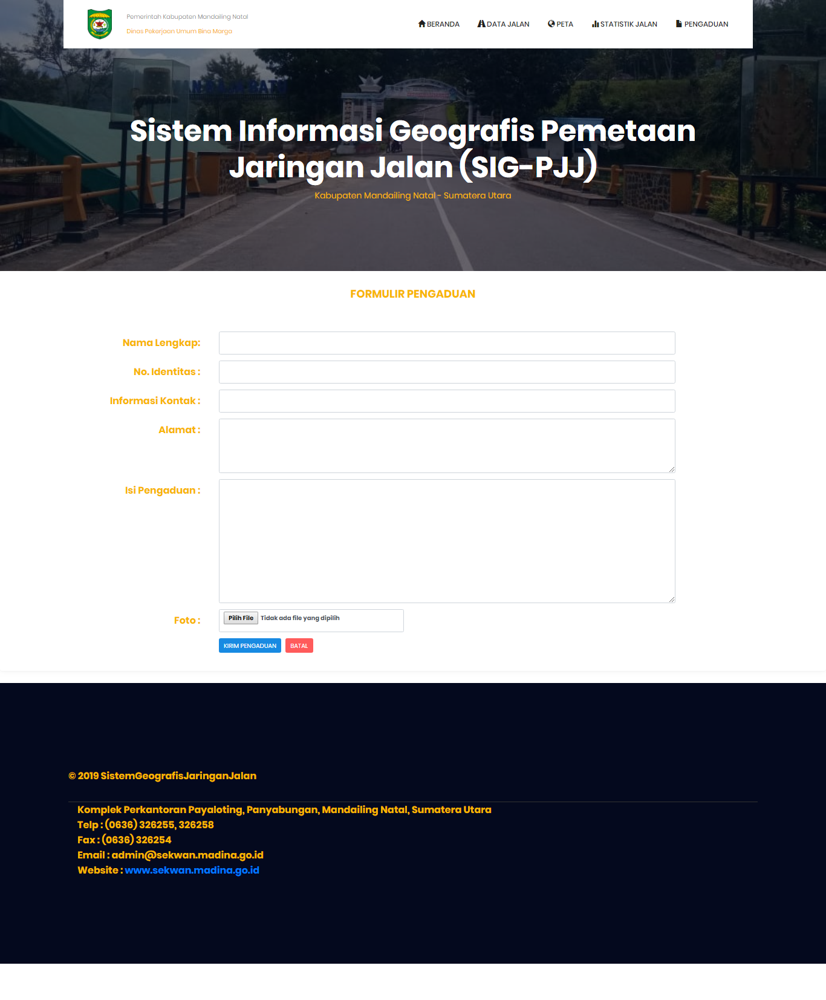 Pemerintah Kabupaten Mandailing Natal
Dinas Pekerjaan Umum Bina Marga
BERANDA DATA JALAN PETA STATISTIK JALAN PENGADUAN
Sistem Informasi Geografis Pemetaan
Jaringan Jalan (SIG-PJJ)
Kabupaten Mandailing Natal - Sumatera Utara
FORMULIR PENGADUAN
Nama Lengkap:
No. Identitas :
Informasi Kontak :
Alamat :
Isi Pengaduan :
Foto : Pilih File Tidak ada file yang dipilih
KIRIM PENGADUAN BATAL
© 2019 SistemGeografisJaringanJalan
Komplek Perkantoran Payaloting, Panyabungan, Mandailing Natal, Sumatera Utara
Telp : (0636) 326255, 326258
Fax : (0636) 326254
Email : admin@sekwan.madina.go.id
Website : www.sekwan.madina.go.id